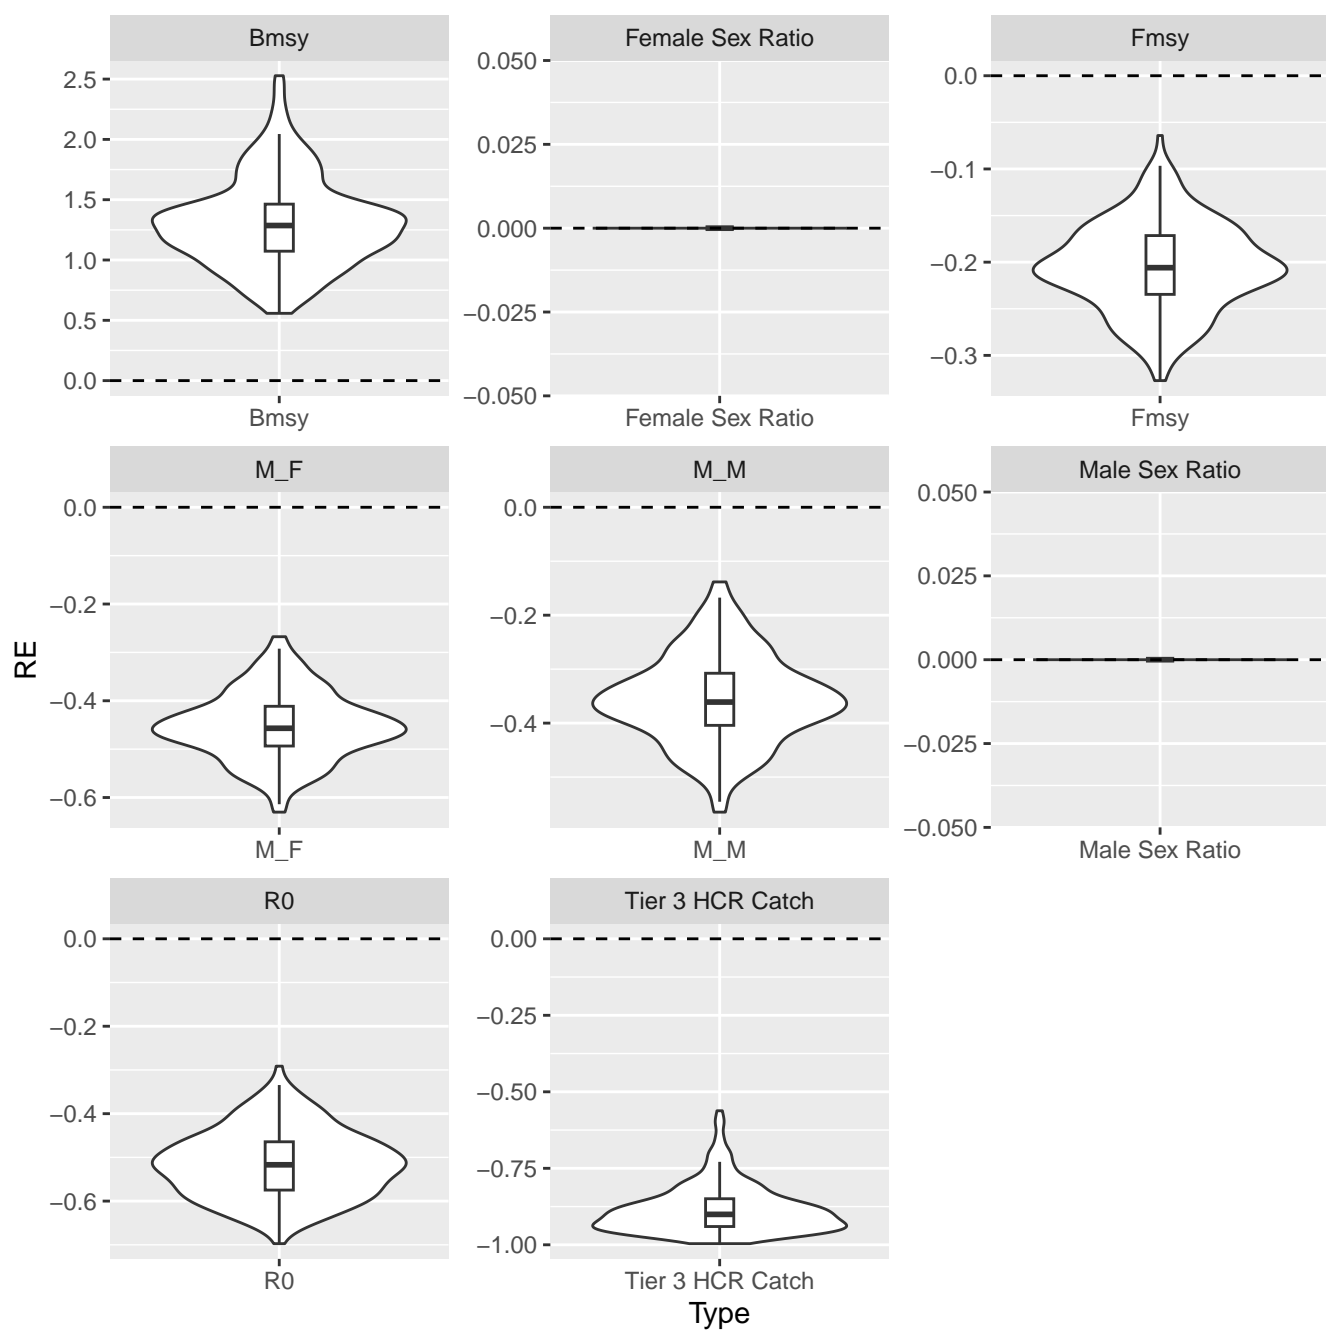 Bmsy
Female Sex Ratio
Fmsy
2.5
2.0
1.5
1.0
0.5
0.0
Bmsy
0.050
0.025
0.000
−0.025
−0.050
Female Sex Ratio
0.0
−0.1
−0.2
−0.3
Fmsy
M_F
M_M
Male Sex Ratio
0.0
−0.2
−0.4
−0.6
M_F
0.0
−0.2
−0.4
M_M
0.050
0.025
0.000
−0.025
−0.050
Male Sex Ratio
RE
R0
Tier 3 HCR Catch
0.0
−0.2
−0.4
−0.6
R0
0.00
−0.25
−0.50
−0.75
−1.00
Tier 3 HCR Catch
Type